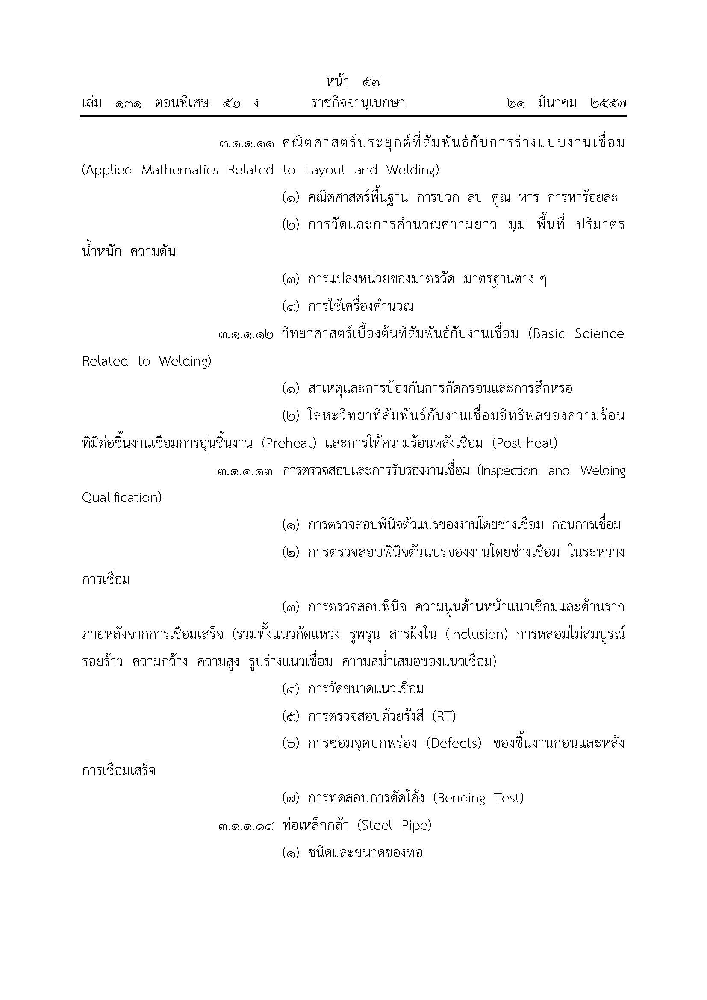 หน้า ๕๗
เล่ม ๑๓๑ ตอนพิเศษ ๕๒ ง ราชกิจจานุเบกษา ๒๑ มีนาคม ๒๕๕๗
๓.๑.๑.๑๑ คณิตศาสตร์ประยุกต์ที่สัมพันธ์กับการร่างแบบงานเชื่อม
(Applied Mathematics Related to Layout and Welding)
(๑) คณิตศาสตร์พื้นฐาน การบวก ลบ คูณ หาร การหาร้อยละ
(๒) การวัดและการคำนวณความยาว มุม พื้นที่ ปริมาตร
น้ำหนัก ความดัน
(๓) การแปลงหน่วยของมาตรวัด มาตรฐานต่าง ๆ
(๔) การใช้เครื่องคำนวณ
๓.๑.๑.๑๒ วิทยาศาสตร์เบื้องต้นที่สัมพันธ์กับงานเชื่อม (Basic Science
Related to Welding)
(๑) สาเหตุและการป้องกันการกัดกร่อนและการสึกหรอ
(๒) โลหะวิทยาที่สัมพันธ์กับงานเชื่อมอิทธิพลของความร้อน
ที่มีต่อชิ้นงานเชื่อมการอุ่นชิ้นงาน (Preheat) และการให้ความร้อนหลังเชื่อม (Post-heat)
๓.๑.๑.๑๓ การตรวจสอบและการรับรองงานเชื่อม (Inspection and Welding
Qualification)
(๑) การตรวจสอบพินิจตัวแปรของงานโดยช่างเชื่อม ก่อนการเชื่อม
(๒) การตรวจสอบพินิจตัวแปรของงานโดยช่างเชื่อม ในระหว่าง
การเชื่อม
(๓) การตรวจสอบพินิจ ความนูนด้านหน้าแนวเชื่อมและด้านราก
ภายหลังจากการเชื่อมเสร็จ (รวมทั้งแนวกัดแหว่ง รูพรุน สารฝังใน (Inclusion) การหลอมไม่สมบูรณ์
รอยร้าว ความกว้าง ความสูง รูปร่างแนวเชื่อม ความสม่ำเสมอของแนวเชื่อม)
(๔) การวัดขนาดแนวเชื่อม
(๕) การตรวจสอบด้วยรังสี (RT)
(๖) การซ่อมจุดบกพร่อง (Defects) ของชิ้นงานก่อนและหลัง
การเชื่อมเสร็จ
(๗) การทดสอบการดัดโค้ง (Bending Test)
๓.๑.๑.๑๔ ท่อเหล็กกล้า (Steel Pipe)
(๑) ชนิดและขนาดของท่อ